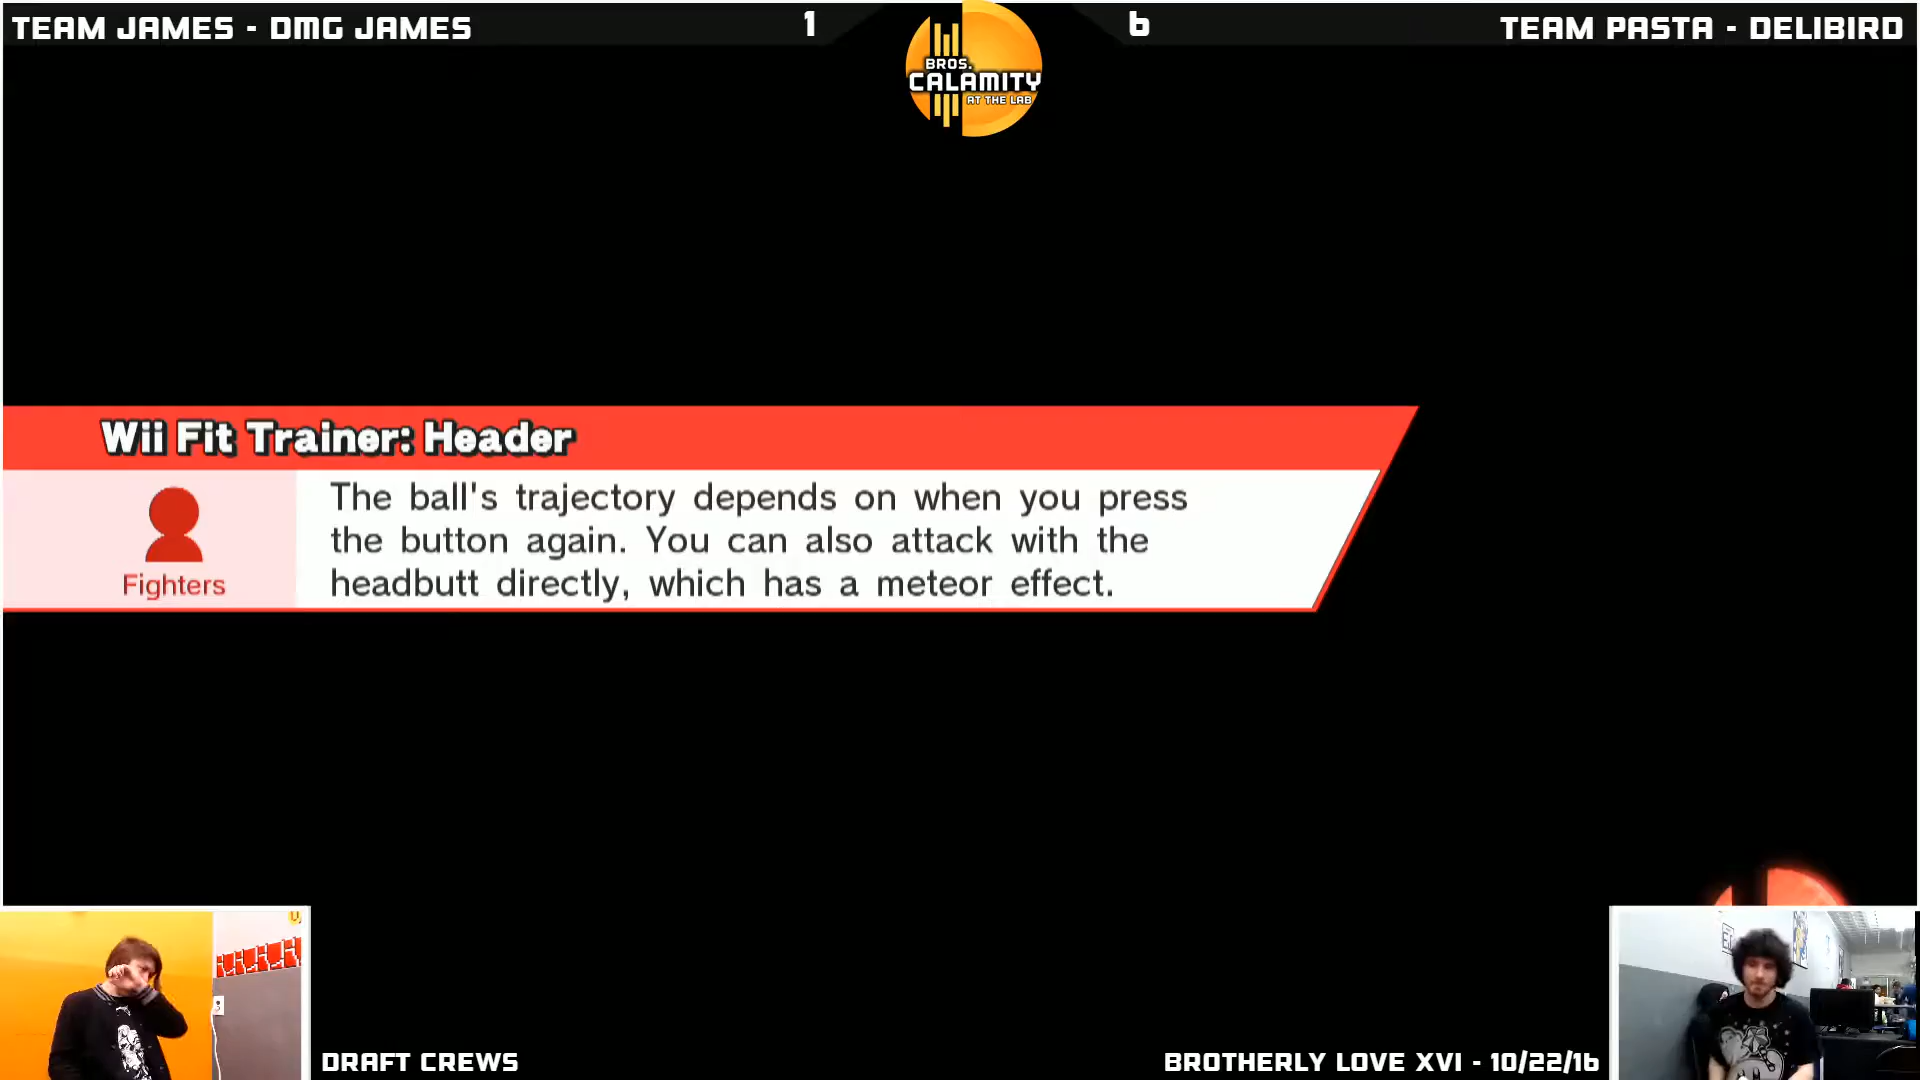 TEAM JAMES - DMG JAMES
1
6
TEAM PASTA - DELIBIRD
BROS.
CALAMITY
AT THE LAB
Wii Fit Trainer: Header
The ball's trajectory depends on when you press
the button again. You can also attack with the
headbutt directly, which has a meteor effect.
Fighters
DRAFT CREWS
BROTHERLY LOVE XVI - 10/22/16